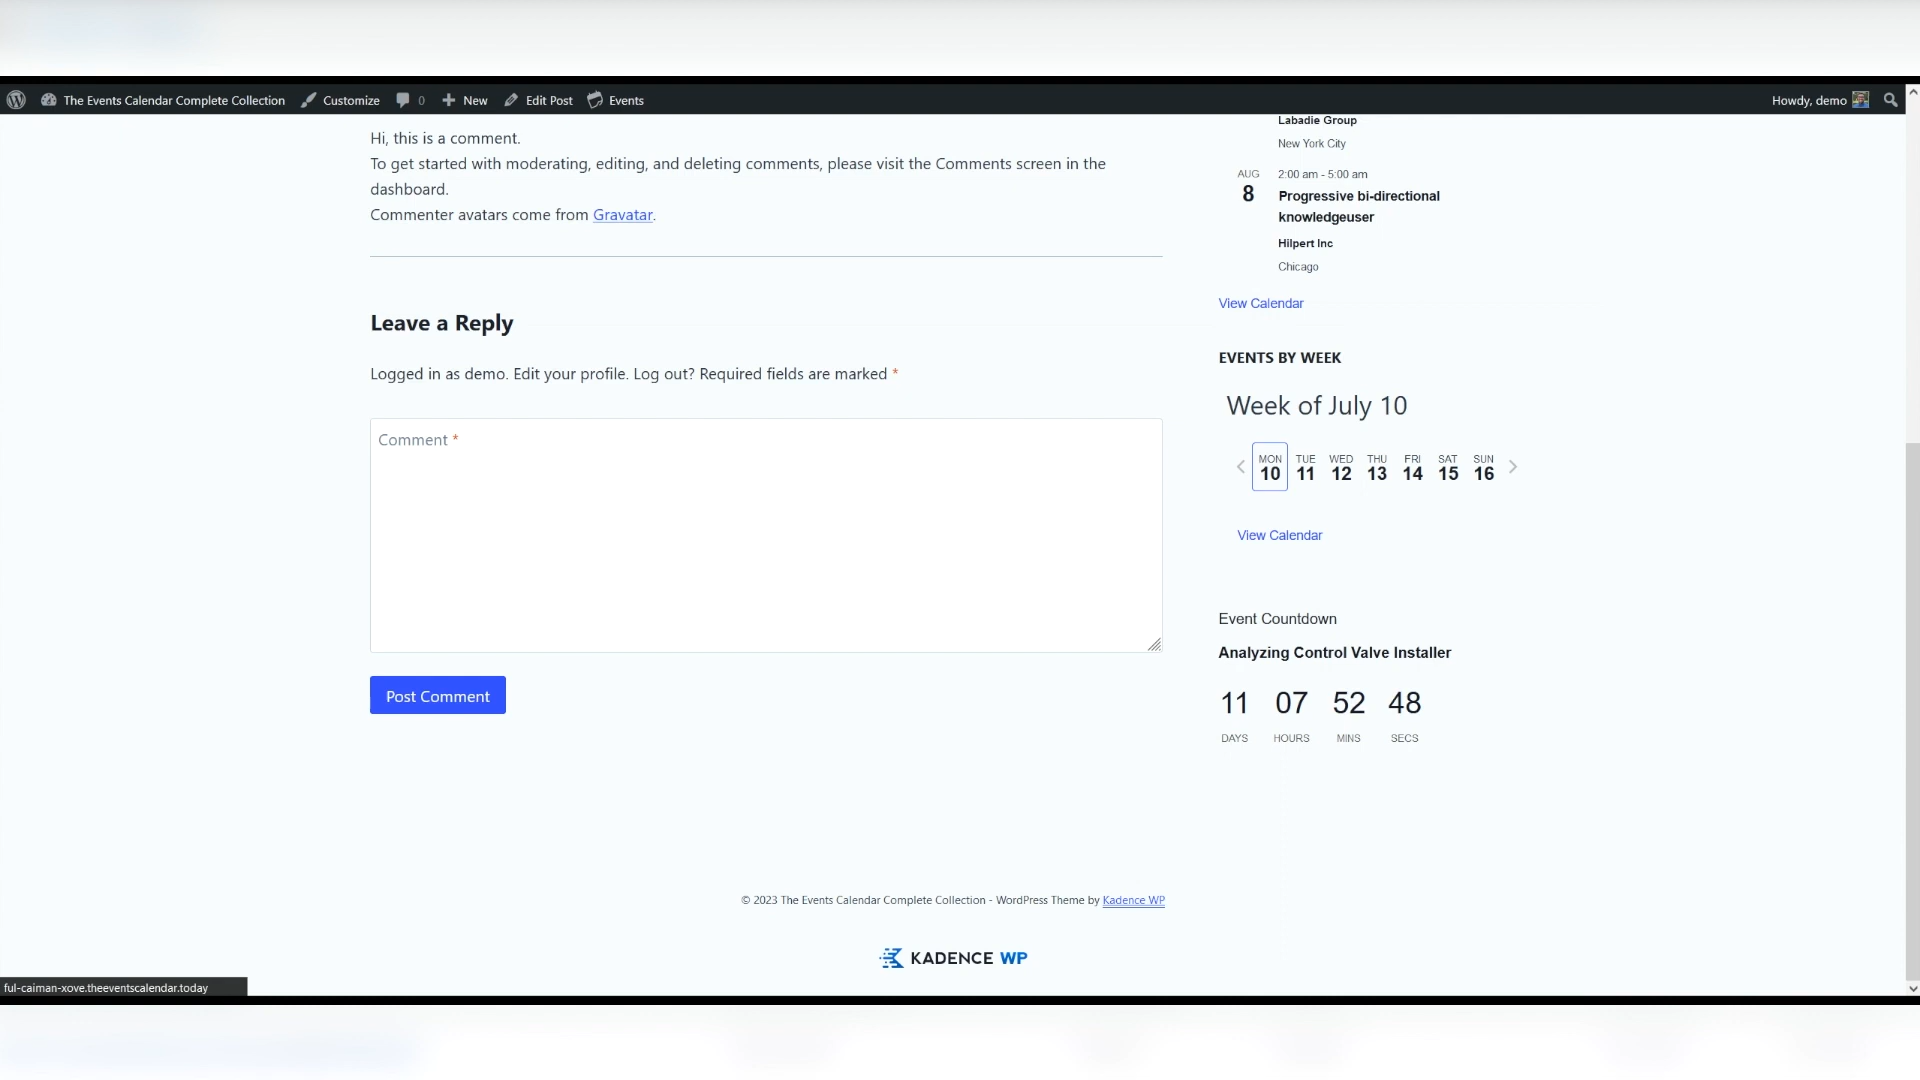 The Events Calendar Complete Collection Customize 0 New Edit Post Events Howdy, demo
Hi, this is a comment.
To get started with moderating, editing, and deleting comments, please visit the Comments screen in the
dashboard.
Commenter avatars come from Gravatar.
Leave a Reply
Logged in as demo. Edit your profile. Log out? Required fields are marked *
Comment *
Post Comment
Labadie Group
New York City
AUG
8
2:00 am - 5:00 am
Progressive bi-directional
knowledgeuser
Hilpert Inc
Chicago
View Calendar
EVENTS BY WEEK
Week of July 10
MON TUE WED THU FRI SAT SUN
10 11 12 13 14 15 16
View Calendar
Event Countdown
Analyzing Control Valve Installer
11 07 52 48
DAYS HOURS MINS SECS
© 2023 The Events Calendar Complete Collection - WordPress Theme by Kadence WP
KADENCE WP
ful-caiman-xove.theeventscalendar.today